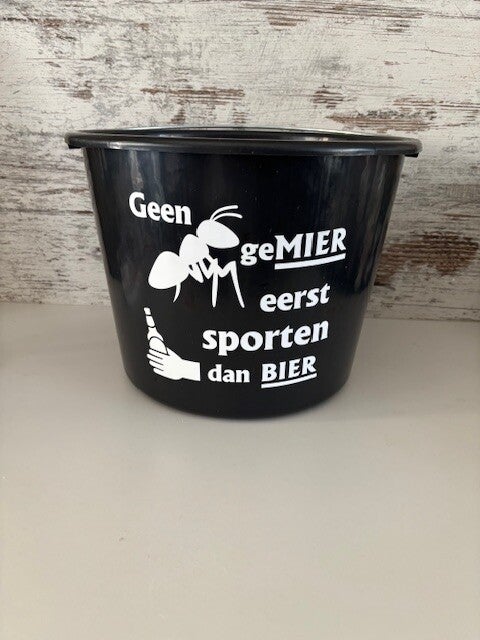 Geen
geMIER
eerst
sporten
dan BIER